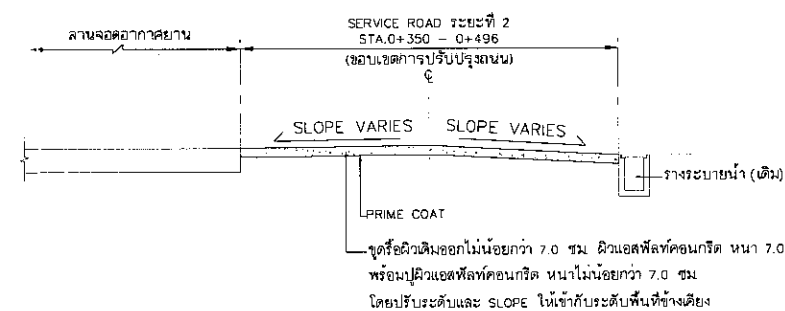 ลานจอดอากาศยาน
SERVICE ROAD ระยะที่ 2
STA.0+350 - 0+496
(ขอบเขตการปรับปรุงถนน)
℄
SLOPE VARIES
SLOPE VARIES
รางระบายน้ำ (เดิม)
PRIME COAT
ขูดรื้อผิวเดิมออกไม่น้อยกว่า 7.0 ซม. ผิวแอสฟัลท์คอนกรีต หนา 7.0
พร้อมปูผิวแอสฟัลท์คอนกรีต หนาไม่น้อยกว่า 7.0 ซม
โดยปรับระดับและ SLOPE ให้เข้ากับระดับพื้นที่ข้างเคียง